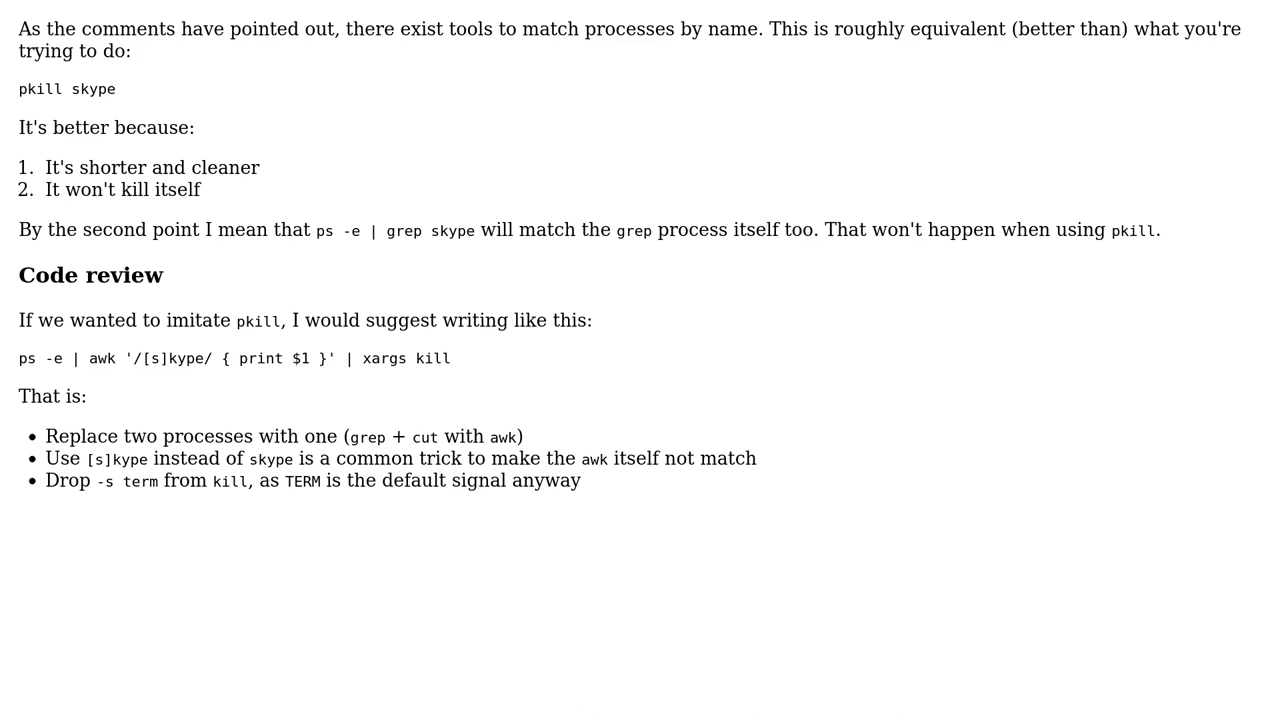 As the comments have pointed out, there exist tools to match processes by name. This is roughly equivalent (better than) what you're
trying to do:
pkill skype
It's better because:
1. It's shorter and cleaner
2. It won't kill itself
By the second point I mean that ps -e | grep skype will match the grep process itself too. That won't happen when using pkill.
Code review
If we wanted to imitate pkill, I would suggest writing like this:
ps -e | awk '/[s]kype/ { print $1 }' | xargs kill
That is:
• Replace two processes with one (grep + cut with awk)
• Use [s]kype instead of skype is a common trick to make the awk itself not match
• Drop -s term from kill, as TERM is the default signal anyway